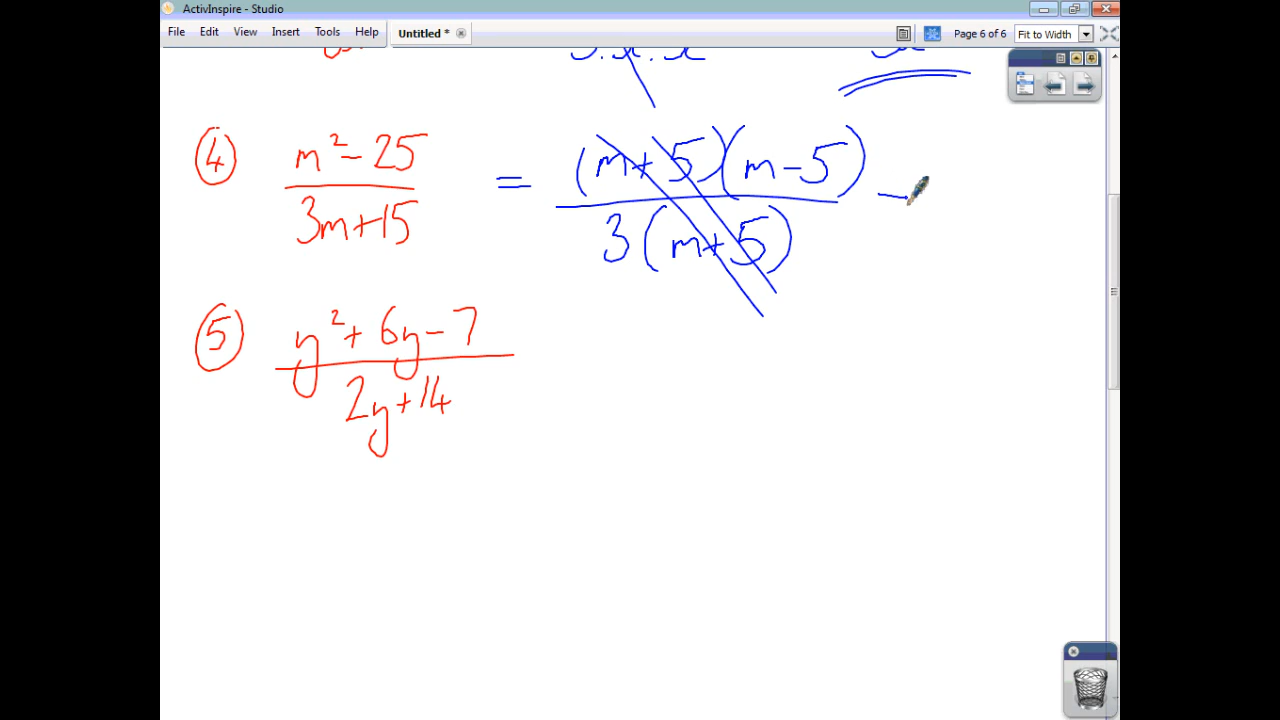 ActivInspire - Studio
File Edit View Insert Tools Help Untitled * Page 6 of 6 Fit to Width
④ m² - 25 / 3m + 15 = (m + 5)(m - 5) / 3(m + 5)
⑤ y² + 6y - 7 / 2y + 14